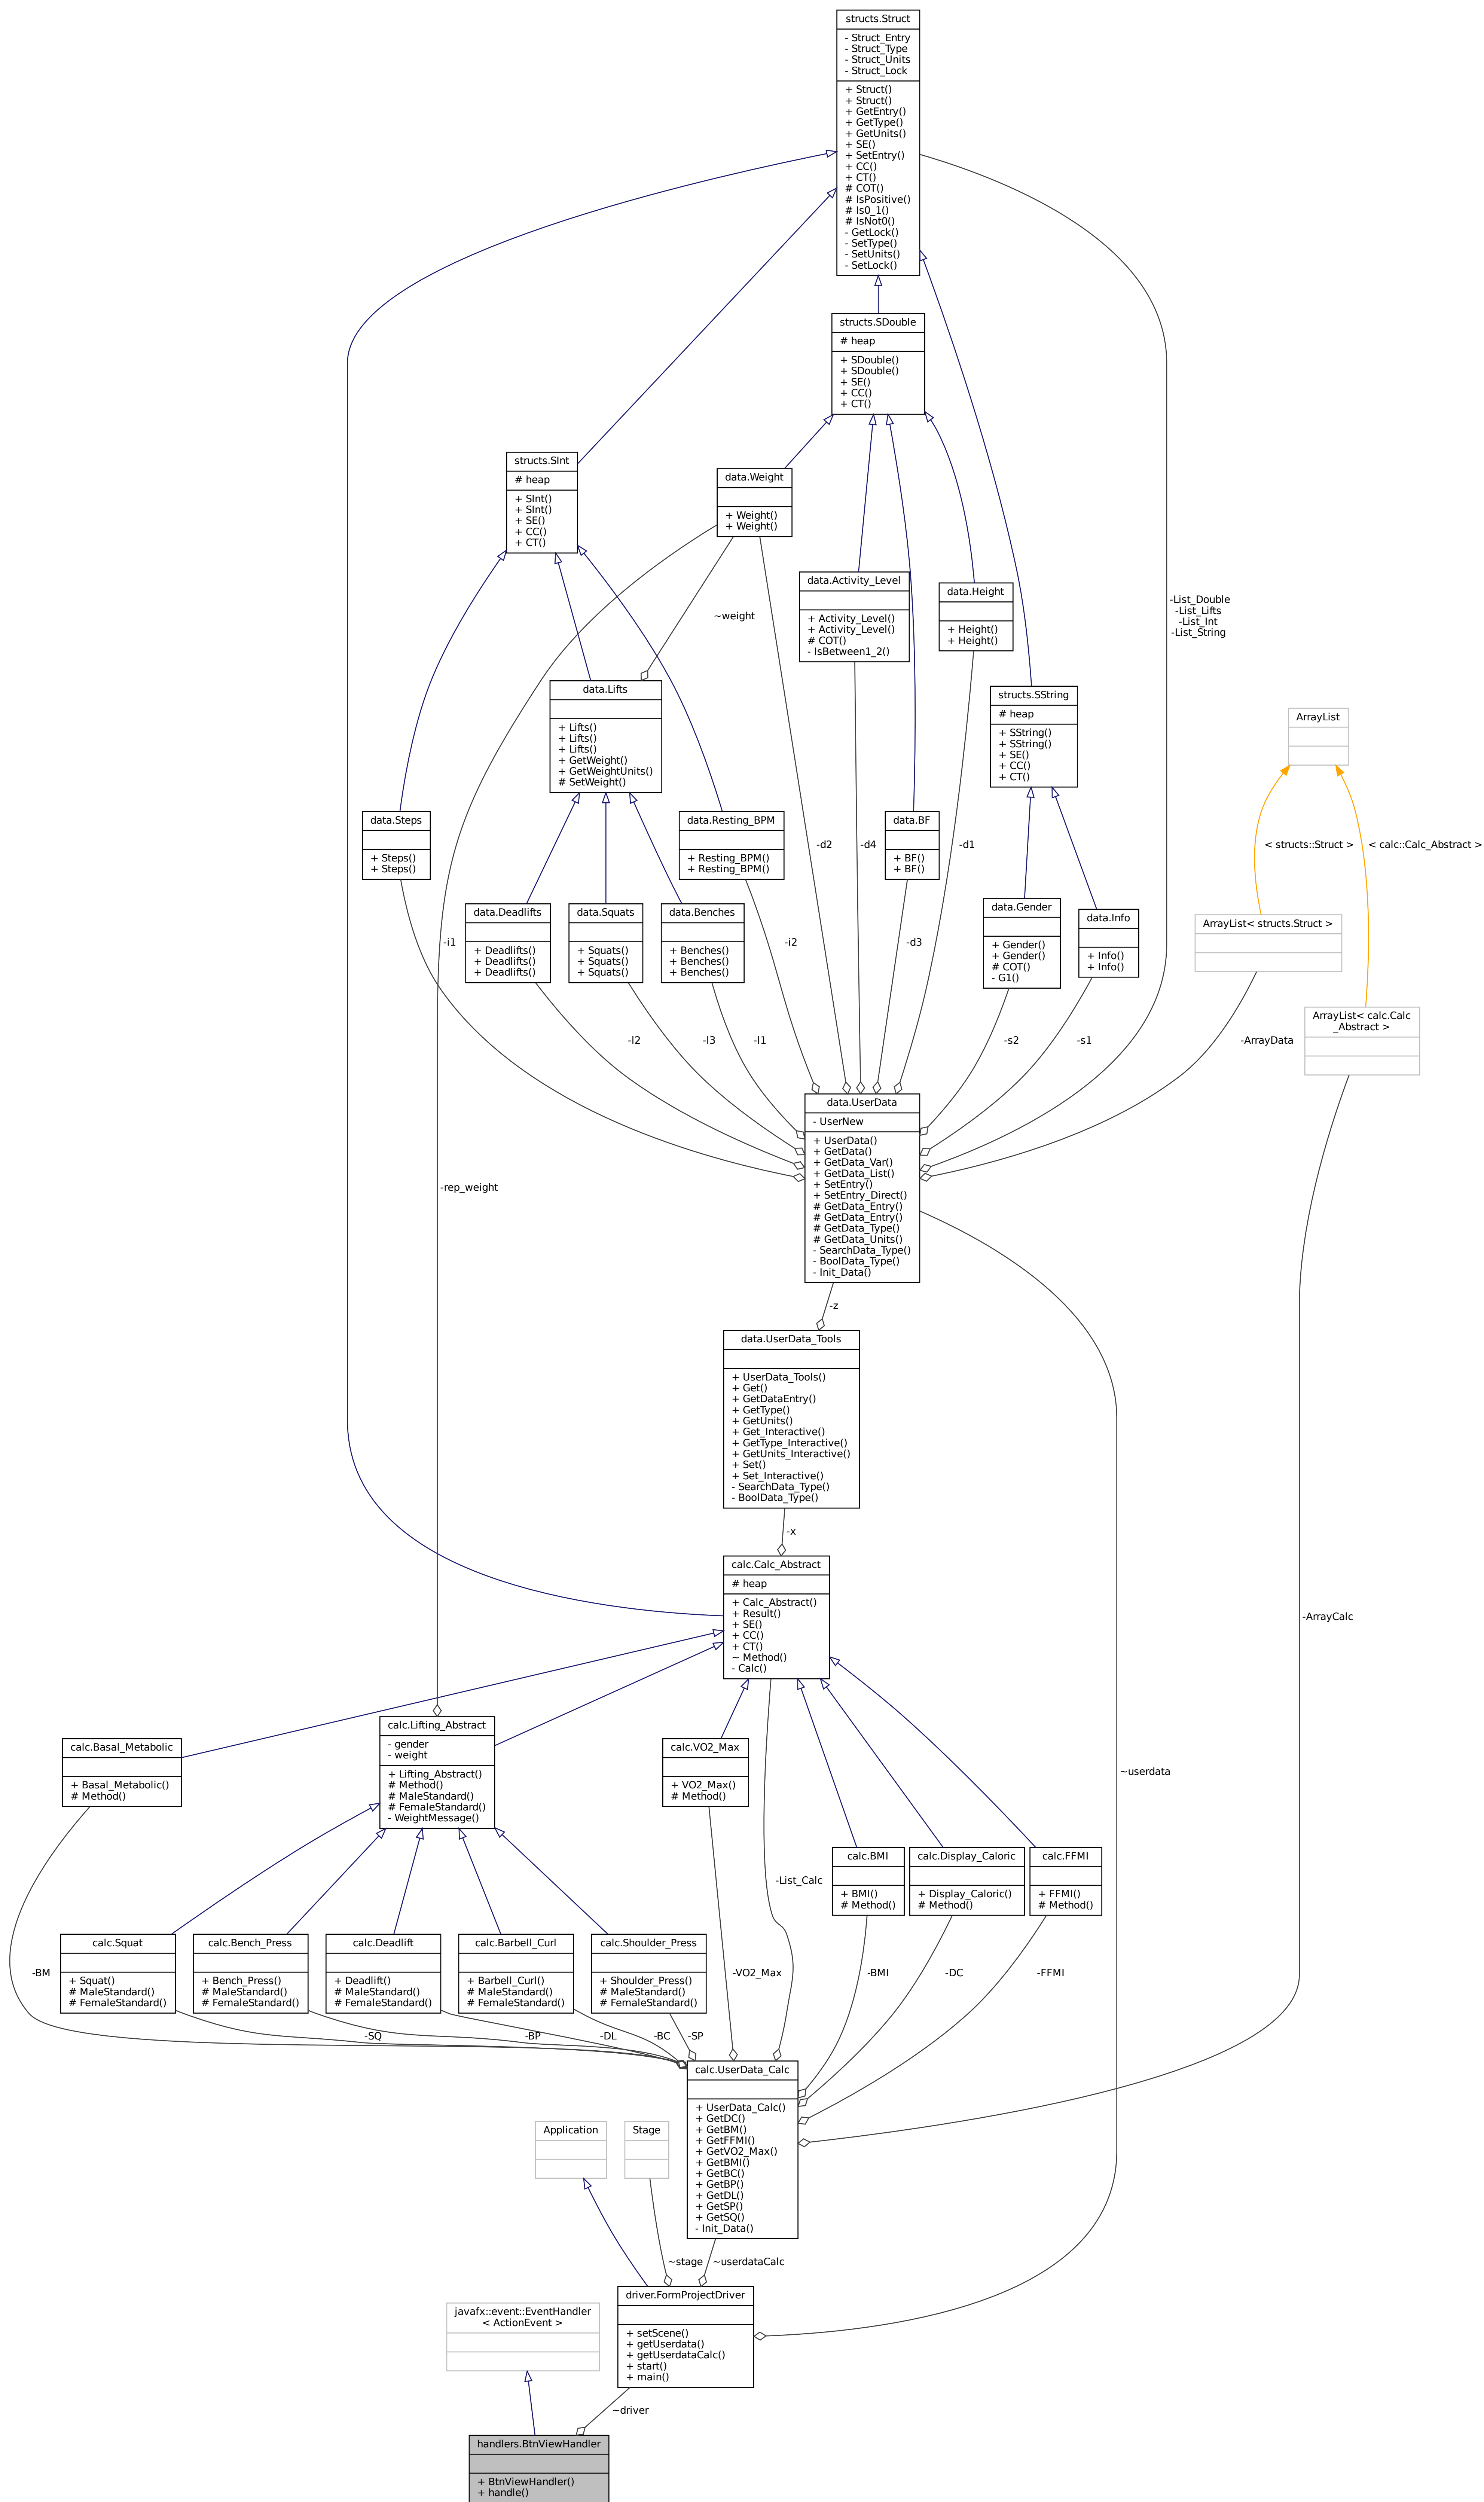 structs.Struct
- Struct_Entry
- Struct_Type
- Struct_Units
- Struct_Lock
+ Struct()
+ Struct()
+ GetEntry()
+ GetType()
+ GetUnits()
+ SE()
+ SetEntry()
+ CC()
+ CT()
# COT()
# IsPositive()
# Is0_1()
# IsNot0()
- GetLock()
- SetType()
- SetUnits()
- SetLock()
structs.SDouble
# heap
+ SDouble()
+ SDouble()
+ SE()
+ CC()
+ CT()
structs.SInt
# heap
+ SInt()
+ SInt()
+ SE()
+ CC()
+ CT()
data.Weight
+ Weight()
+ Weight()
data.Activity_Level
+ Activity_Level()
+ Activity_Level()
# COT()
- IsBetween1_2()
data.Height
+ Height()
+ Height()
-List_Double
-List_Lifts
-List_Int
-List_String
~weight
data.Lifts
+ Lifts()
+ Lifts()
+ Lifts()
+ GetWeight()
+ GetWeightUnits()
# SetWeight()
structs.SString
# heap
+ SString()
+ SString()
+ SE()
+ CC()
+ CT()
ArrayList
data.Steps
+ Steps()
+ Steps()
data.Resting_BPM
+ Resting_BPM()
+ Resting_BPM()
data.BF
+ BF()
+ BF()
-d2
-d4
-d1
< structs::Struct >
< calc::Calc_Abstract >
data.Deadlifts
+ Deadlifts()
+ Deadlifts()
+ Deadlifts()
data.Squats
+ Squats()
+ Squats()
+ Squats()
data.Benches
+ Benches()
+ Benches()
+ Benches()
data.Gender
+ Gender()
+ Gender()
# COT()
- G1()
data.Info
+ Info()
+ Info()
ArrayList< structs.Struct >
-i1
-i2
-d3
ArrayList< calc.Calc
_Abstract >
-l2
-l3
-l1
-s2
-s1
-ArrayData
data.UserData
- UserNew
+ UserData()
+ GetData()
+ GetData_Var()
+ GetData_List()
+ SetEntry()
+ SetEntry_Direct()
# GetData_Entry()
# GetData_Entry()
# GetData_Type()
# GetData_Units()
- SearchData_Type()
- BoolData_Type()
- Init_Data()
-rep_weight
-z
data.UserData_Tools
+ UserData_Tools()
+ Get()
+ GetDataEntry()
+ GetType()
+ GetUnits()
+ Get_Interactive()
+ GetType_Interactive()
+ GetUnits_Interactive()
+ Set()
+ Set_Interactive()
- SearchData_Type()
- BoolData_Type()
-x
calc.Calc_Abstract
# heap
+ Calc_Abstract()
+ Result()
+ SE()
+ CC()
+ CT()
~ Method()
- Calc()
-ArrayCalc
~userdata
calc.Basal_Metabolic
+ Basal_Metabolic()
# Method()
calc.Lifting_Abstract
- gender
- weight
+ Lifting_Abstract()
# Method()
# MaleStandard()
# FemaleStandard()
- WeightMessage()
calc.VO2_Max
+ VO2_Max()
# Method()
-List_Calc
calc.BMI
+ BMI()
# Method()
calc.Display_Caloric
+ Display_Caloric()
# Method()
calc.FFMI
+ FFMI()
# Method()
calc.Squat
+ Squat()
# MaleStandard()
# FemaleStandard()
calc.Bench_Press
+ Bench_Press()
# MaleStandard()
# FemaleStandard()
calc.Deadlift
+ Deadlift()
# MaleStandard()
# FemaleStandard()
calc.Barbell_Curl
+ Barbell_Curl()
# MaleStandard()
# FemaleStandard()
calc.Shoulder_Press
+ Shoulder_Press()
# MaleStandard()
# FemaleStandard()
-BM
-VO2_Max
-BMI
-DC
-FFMI
-SQ
-BP
-DL
-BC
-SP
calc.UserData_Calc
+ UserData_Calc()
+ GetDC()
+ GetBM()
+ GetFFMI()
+ GetVO2_Max()
+ GetBMI()
+ GetBC()
+ GetBP()
+ GetDL()
+ GetSP()
+ GetSQ()
- Init_Data()
Application
Stage
~stage
~userdataCalc
driver.FormProjectDriver
+ setScene()
+ getUserdata()
+ getUserdataCalc()
+ start()
+ main()
javafx::event::EventHandler
< ActionEvent >
~driver
handlers.BtnViewHandler
+ BtnViewHandler()
+ handle()